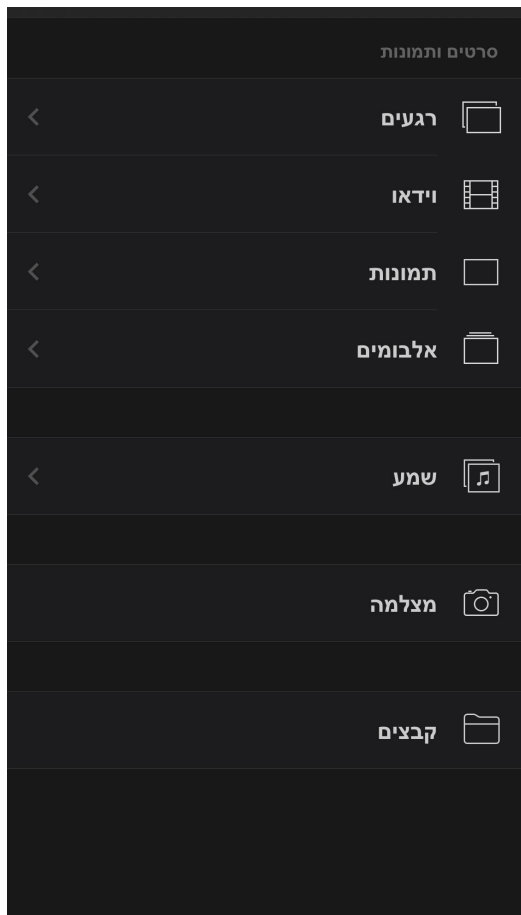 סרטים ותמונות
רגעים
וידאו
תמונות
אלבומים
שמע
מצלמה
קבצים